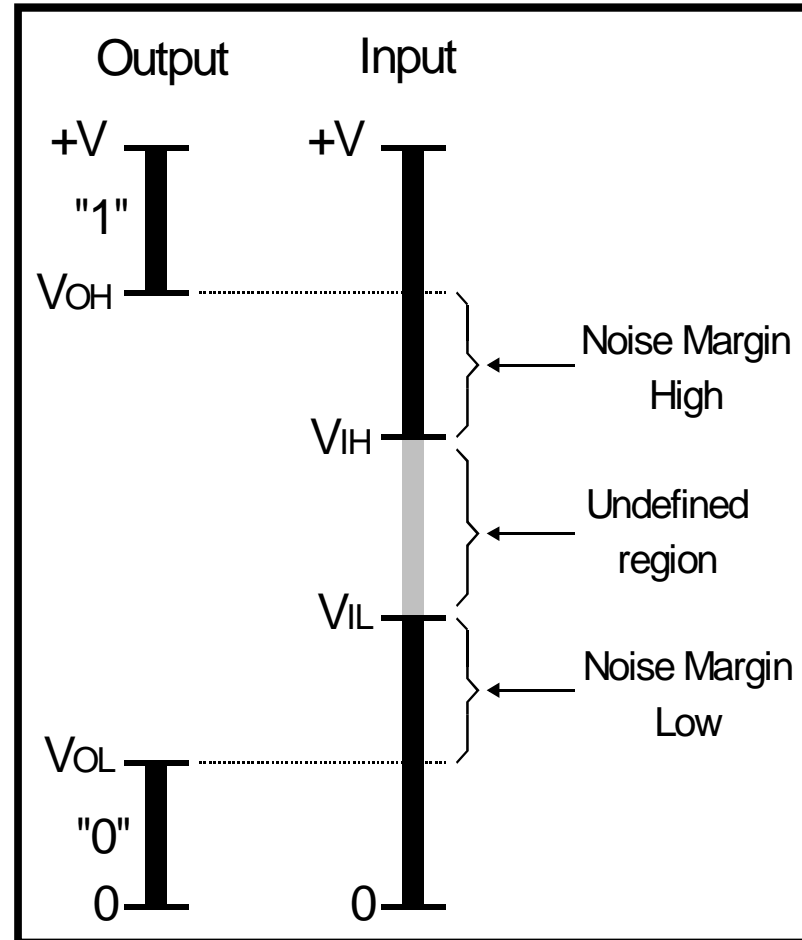 Output Input
+V +V
"1"
VOH
Noise Margin
High
VIH
Undefined
region
VIL
Noise Margin
Low
VOL
"0"
0 0